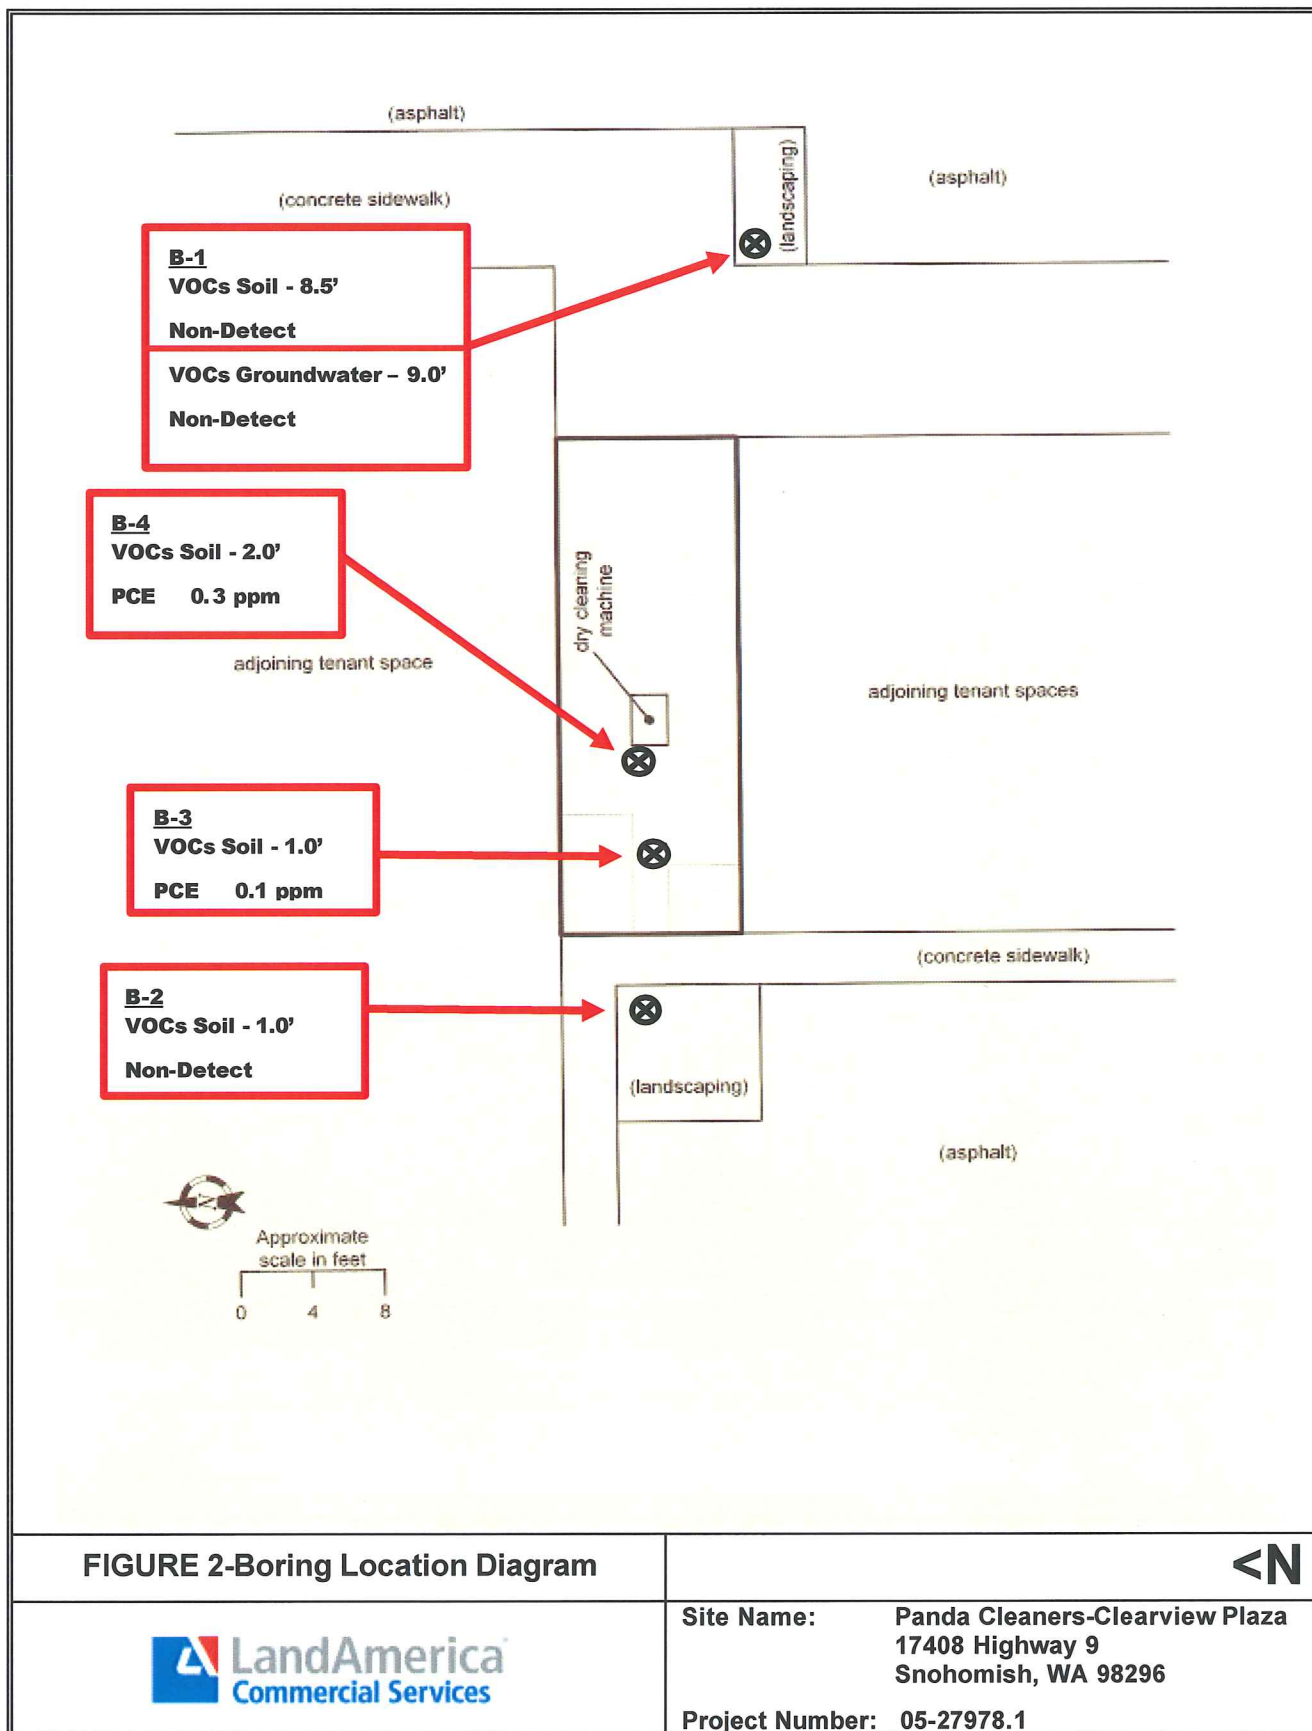 (asphalt)
(landscaping)
(asphalt)
(concrete sidewalk)
B-1
VOCs Soil - 8.5'
Non-Detect
VOCs Groundwater – 9.0'
Non-Detect
B-4
VOCs Soil - 2.0'
PCE 0.3 ppm
dry cleaning
machine
adjoining tenant space
adjoining tenant spaces
B-3
VOCs Soil - 1.0'
PCE 0.1 ppm
(concrete sidewalk)
B-2
VOCs Soil - 1.0'
Non-Detect
(landscaping)
(asphalt)
N
Approximate
scale in feet
0 4 8
FIGURE 2-Boring Location Diagram
<N
LandAmerica
Commercial Services
Site Name: Panda Cleaners-Clearview Plaza
17408 Highway 9
Snohomish, WA 98296
Project Number: 05-27978.1